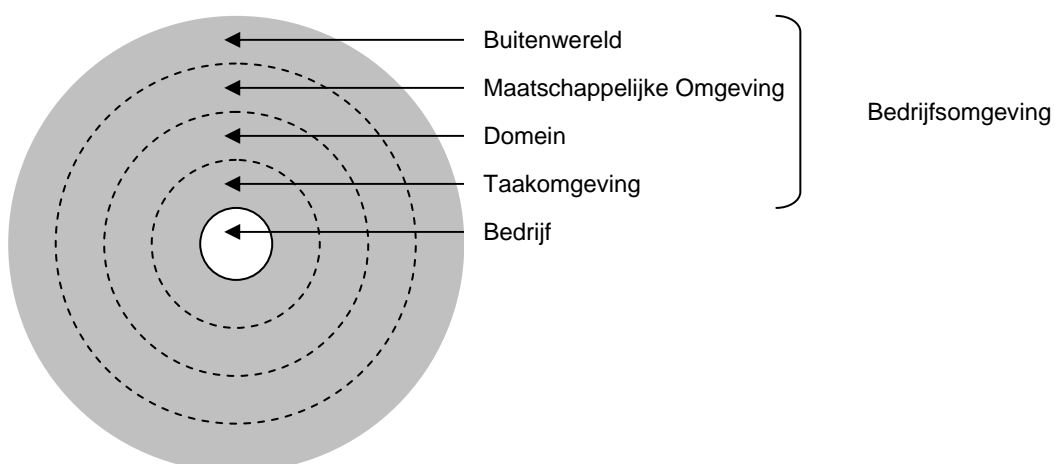 Buitenwereld
Maatschappelijke Omgeving
Bedrijfsomgeving
Domein
Taakomgeving
Bedrijf